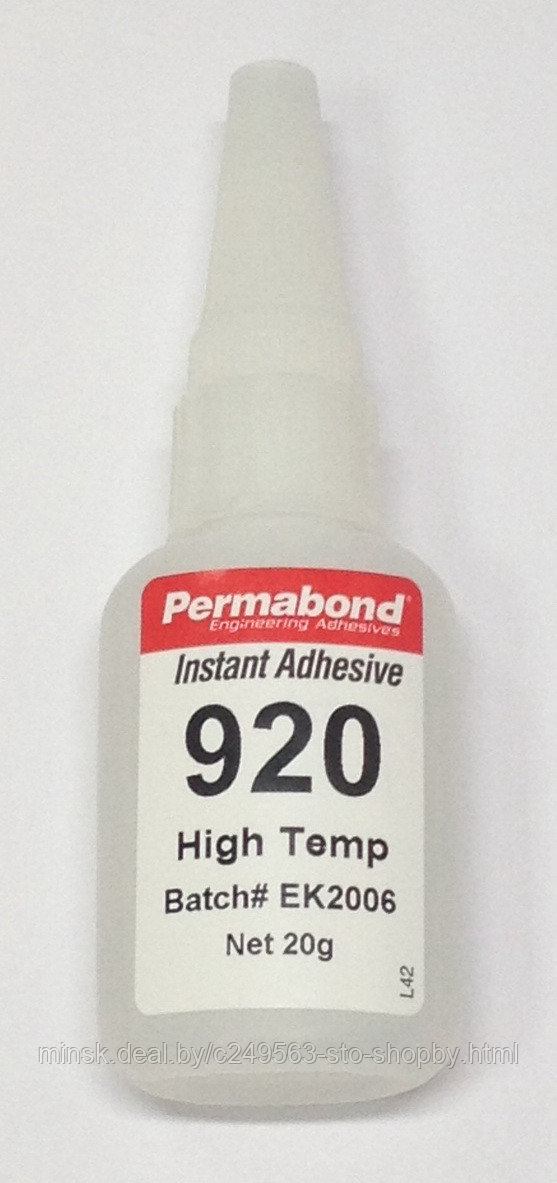 Permabond®
Engineering Adhesives
Instant Adhesive
920
High Temp
Batch# EK2006
Net 20g
L42
minsk.deal.by/c249563-sto-shopby.html